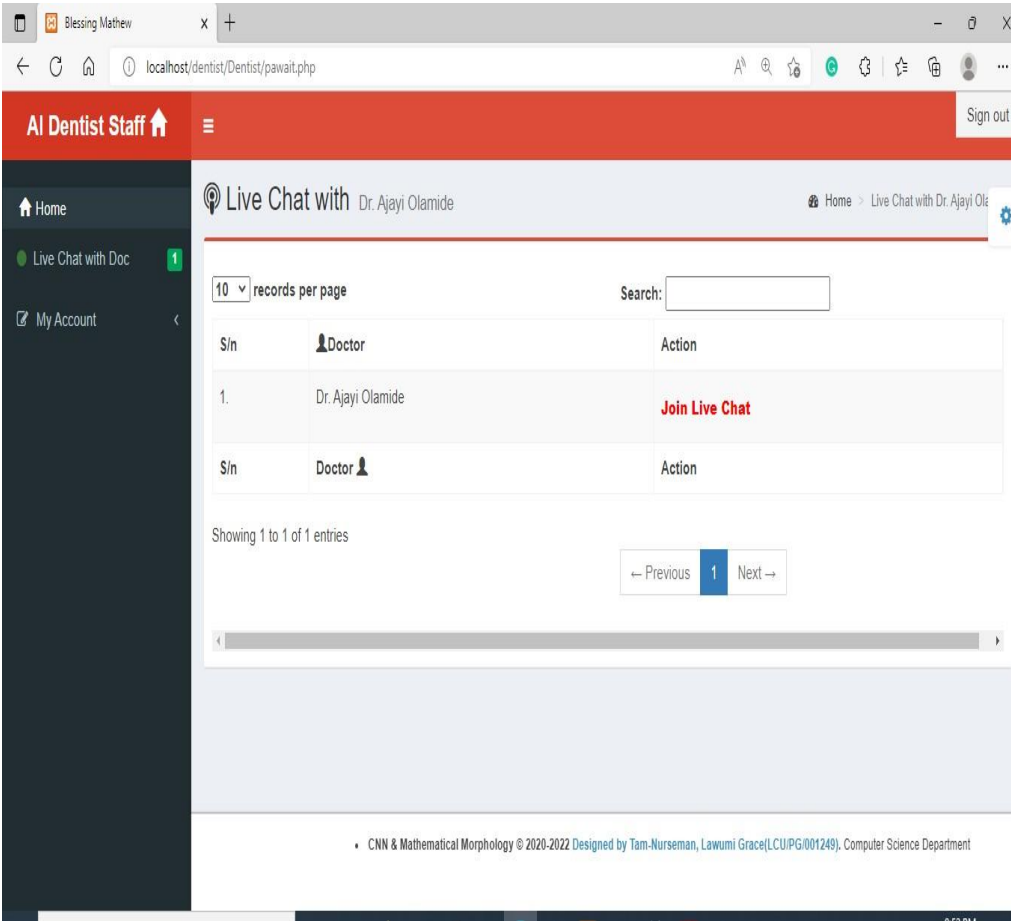 Blessing Mathew
localhost/dentist/Dentist/pawait.php
AI Dentist Staff
Sign out
Home
Live Chat with Doc 1
My Account
Live Chat with Dr. Ajayi Olamide
Home > Live Chat with Dr. Ajayi Ola
10 records per page
Search:
S/n Doctor Action
1. Dr. Ajayi Olamide Join Live Chat
S/n Doctor Action
Showing 1 to 1 of 1 entries
← Previous 1 Next →
• CNN & Mathematical Morphology © 2020-2022 Designed by Tam-Nurseman, Lawumi Grace(LCU/PG/001249). Computer Science Department